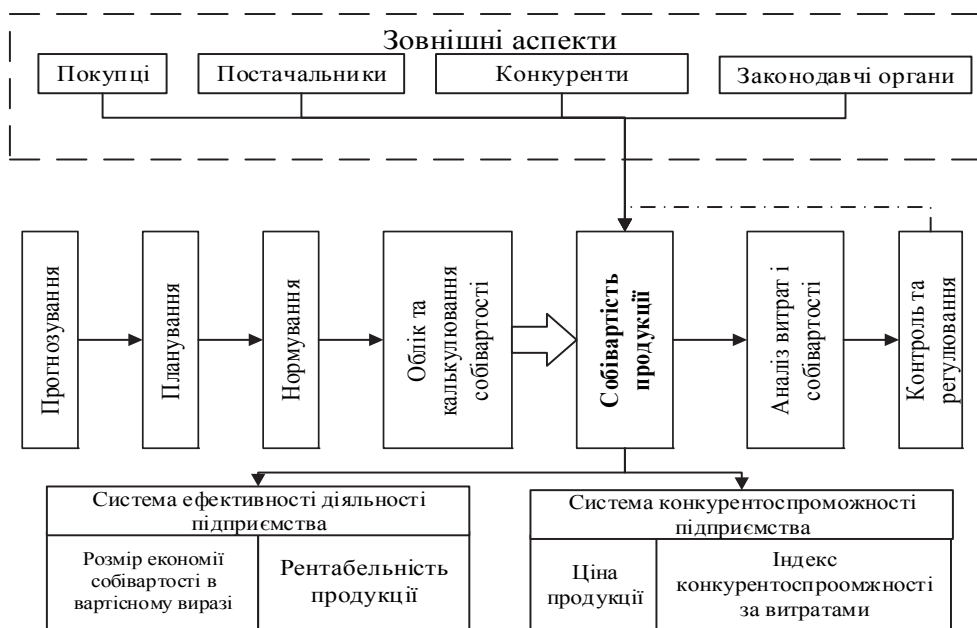 Зовнішні аспекти
Покупці
Постачальники
Конкуренти
Законодавчі органи
Прогнозування
Планування
Нормування
Облік та
калькулювання
собівартості
Собівартість
продукції
Аналіз витрат і
собівартості
Контроль та
регулювання
Система ефективності діяльності
підприємства
Розмір економії
собівартості в
вартісному виразі
Рентабельність
продукції
Система конкурентоспроможності
підприємства
Ціна
продукції
Індекс
конкурентоспроомжності
за витратами